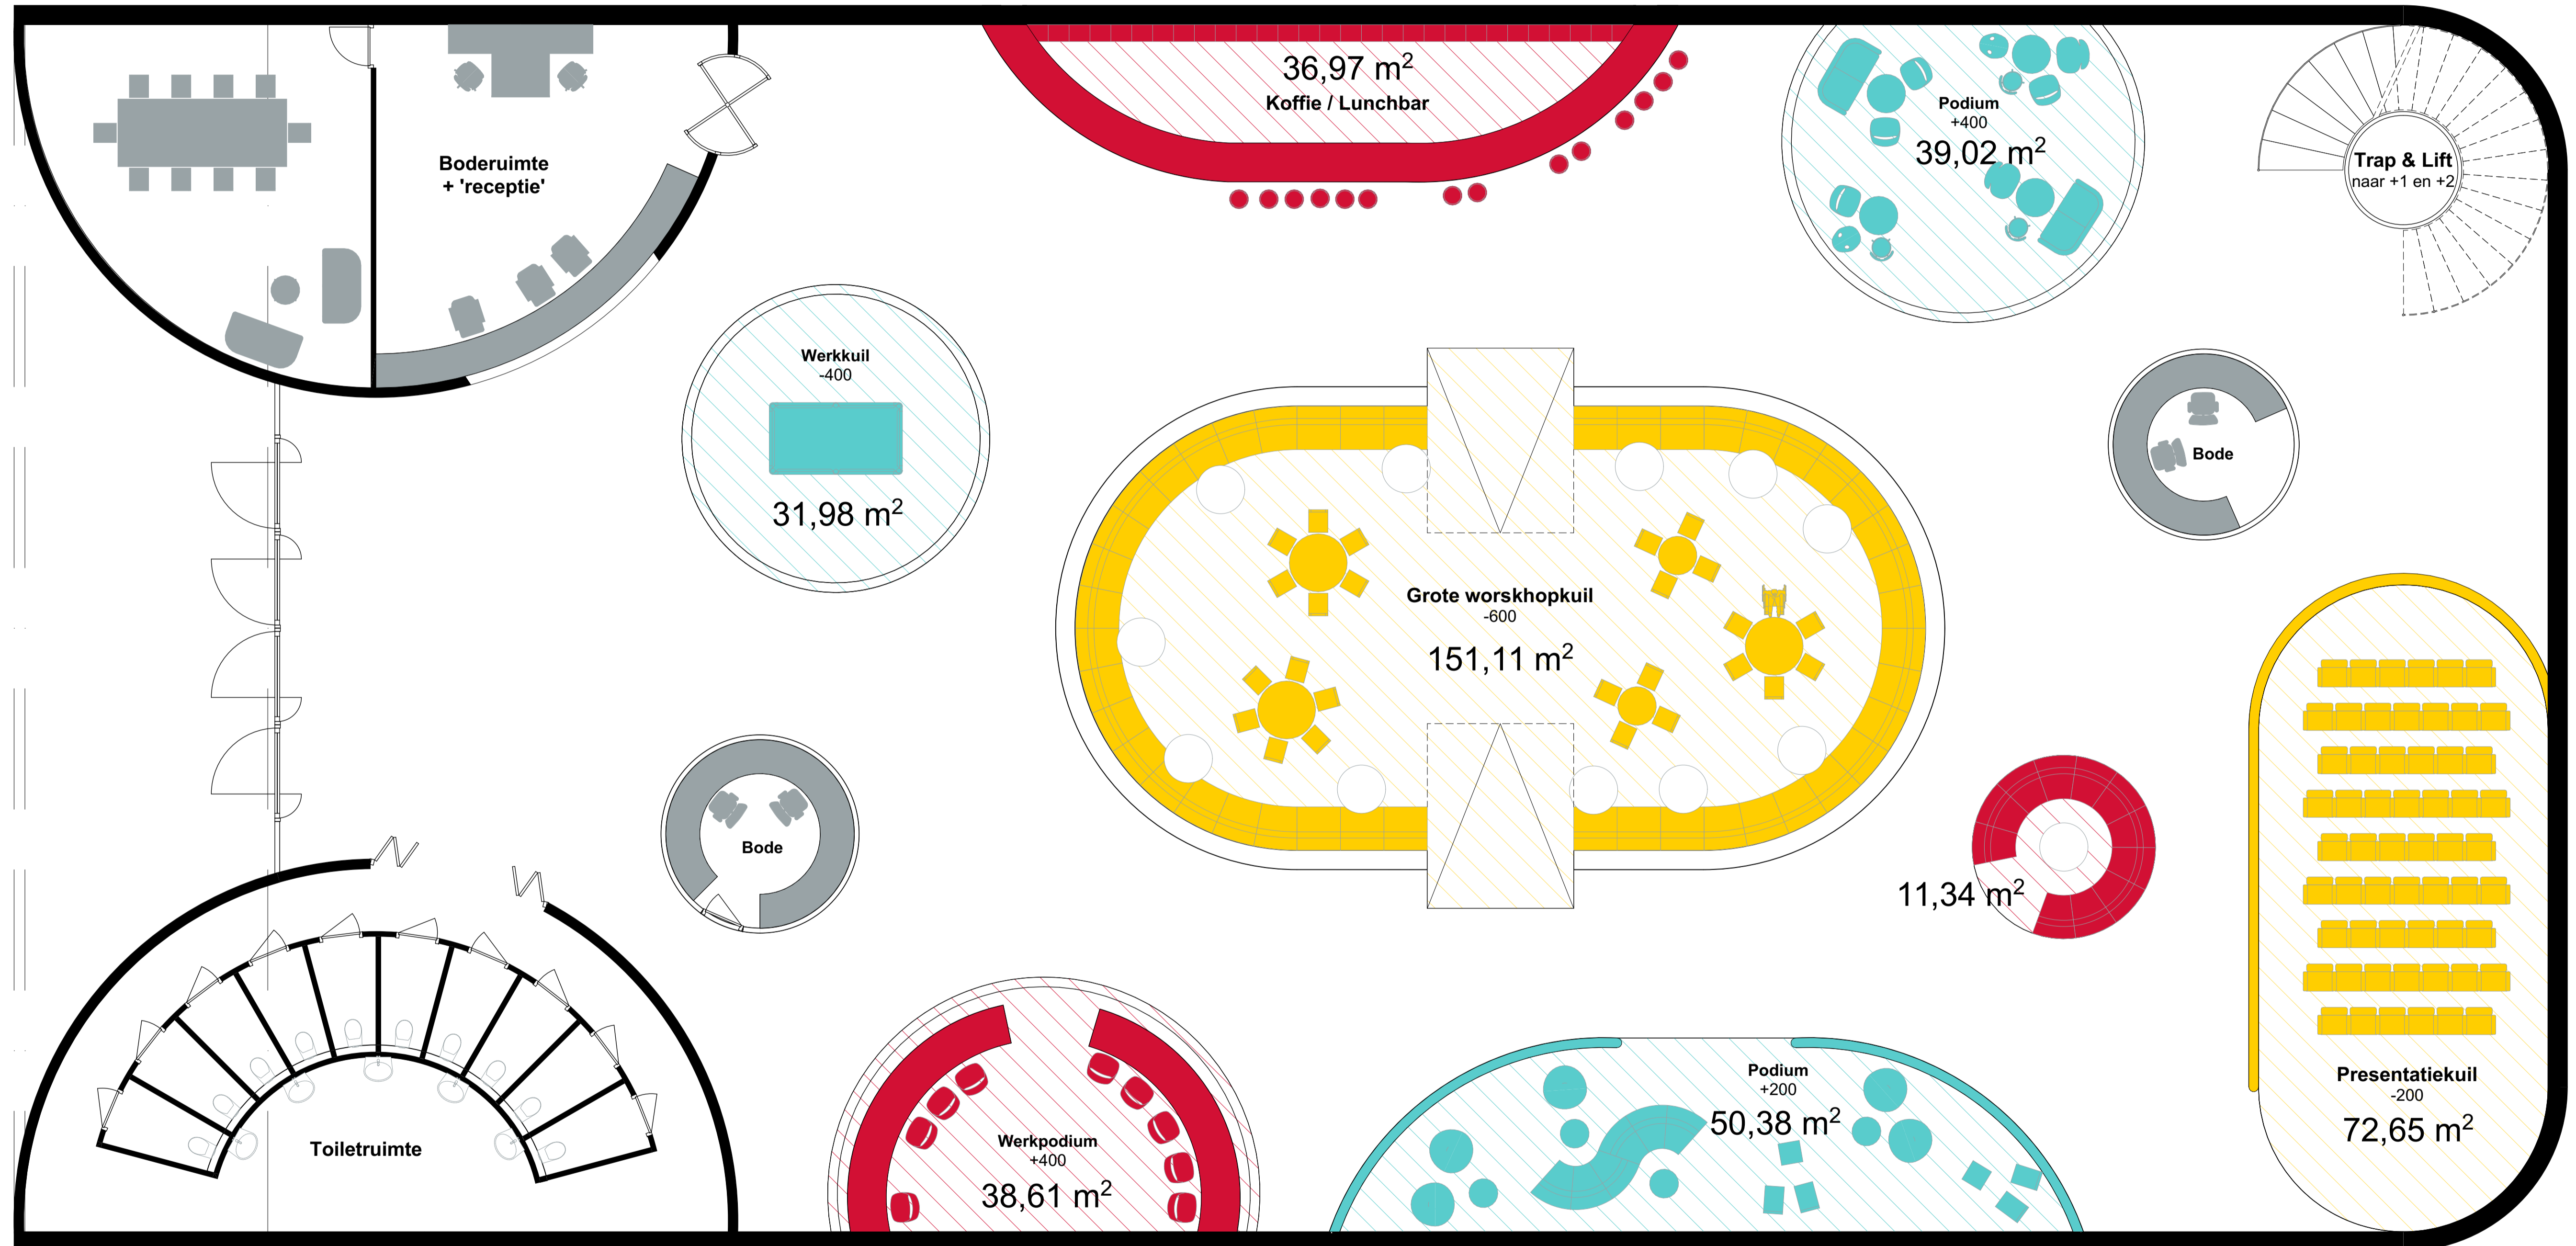 36,97 m²
Koffie / Lunchbar
Podium
+400
39,02 m²
Trap & Lift
naar +1 en +2
Boderuimte
+ 'receptie'
Werkkuil
-400
31,98 m²
Bode
Grote worskhopkuil
-600
151,11 m²
Bode
11,34 m²
Presentatiekuil
-200
72,65 m²
Toiletruimte
Werkpodium
+400
38,61 m²
Podium
+200
50,38 m²